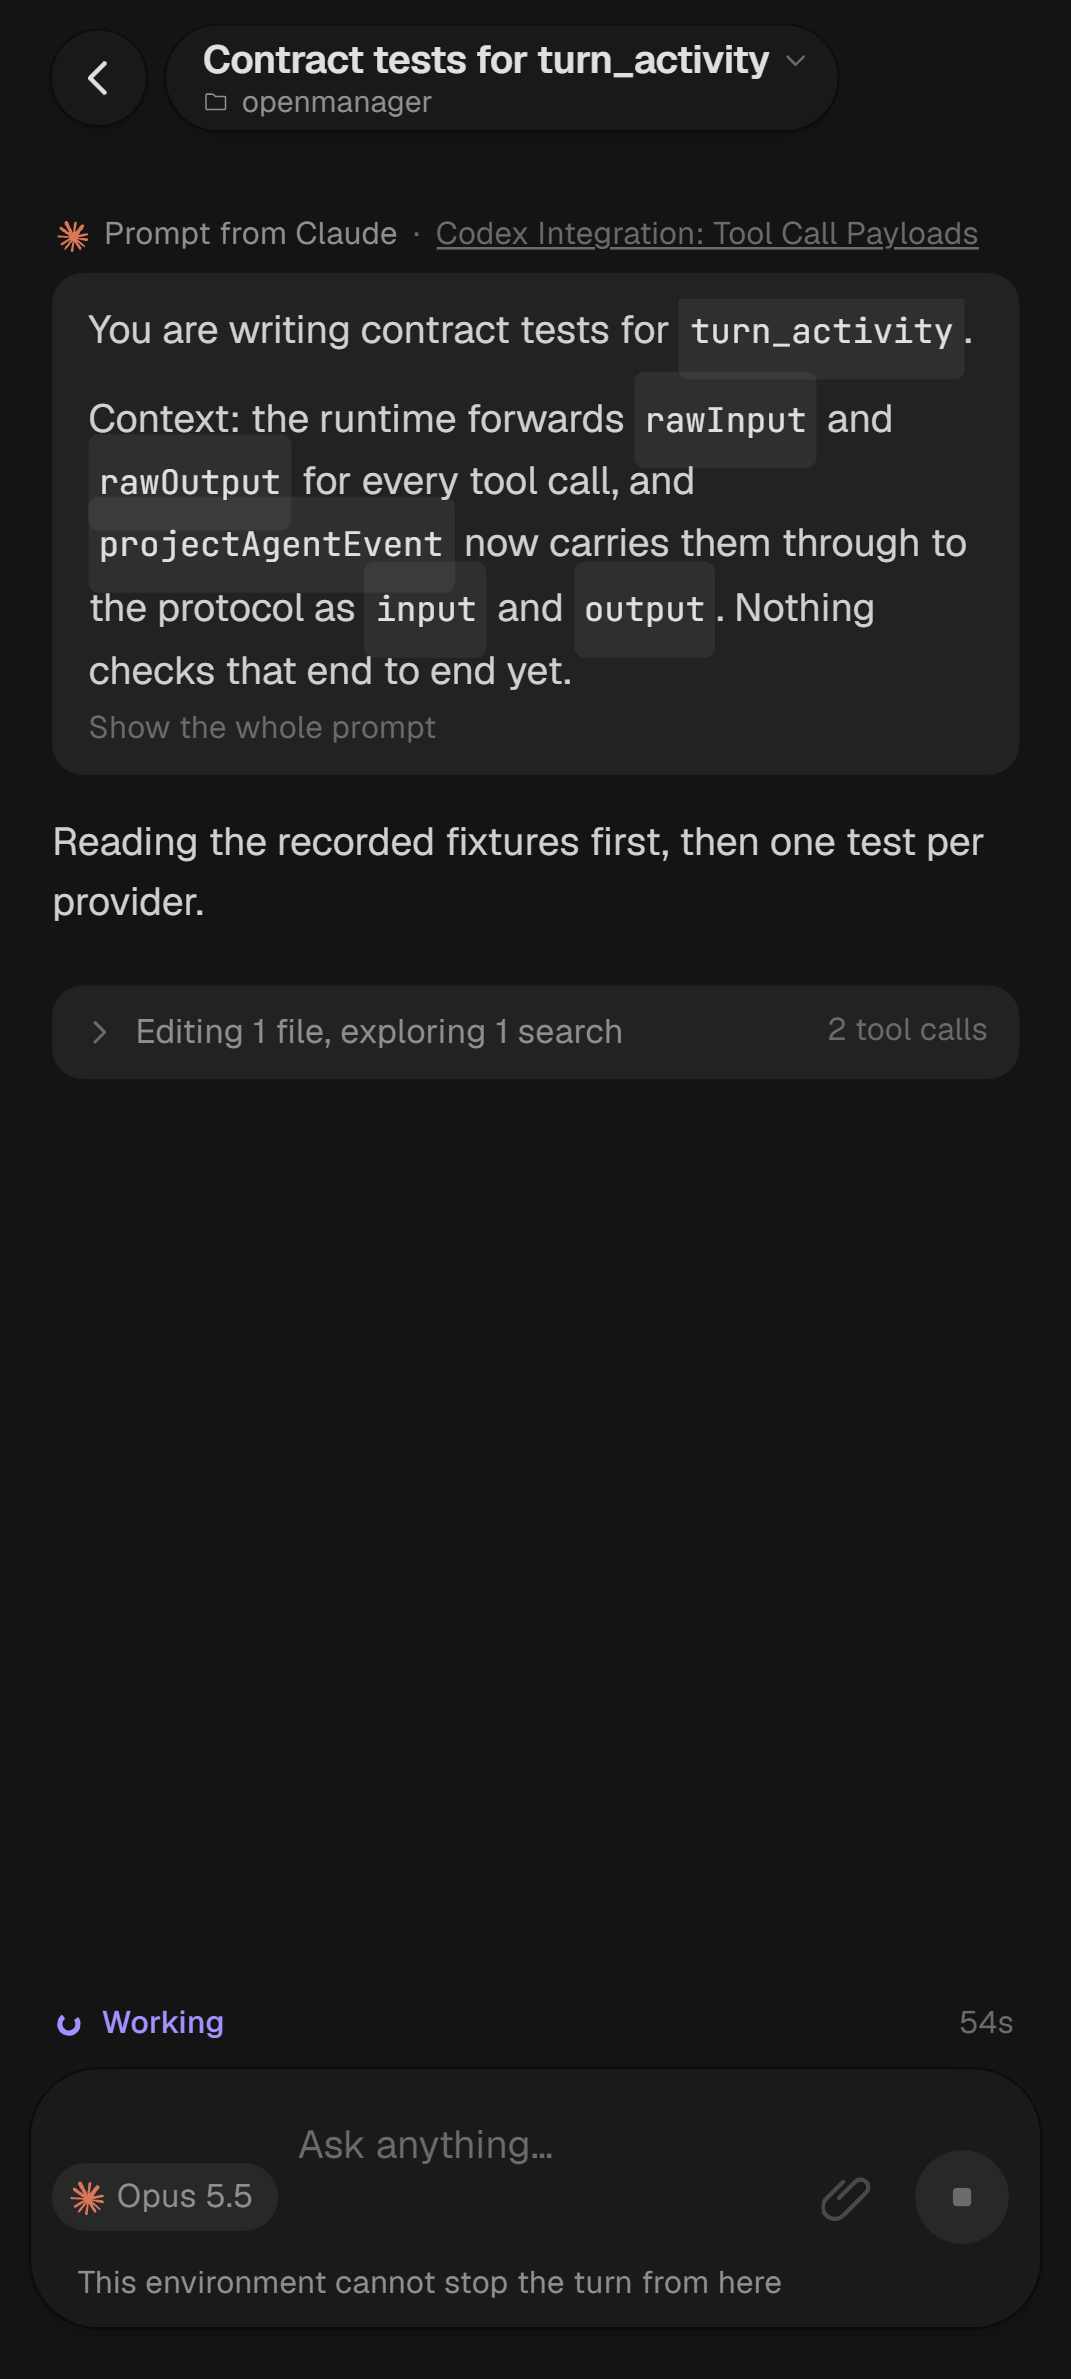 Contract tests for turn_activity
openmanager
Prompt from Claude · Codex Integration: Tool Call Payloads
You are writing contract tests for turn_activity.
Context: the runtime forwards rawInput and
rawOutput for every tool call, and
projectAgentEvent now carries them through to
the protocol as input and output. Nothing
checks that end to end yet.
Show the whole prompt
Reading the recorded fixtures first, then one test per
provider.
Editing 1 file, exploring 1 search 2 tool calls
Working 54s
Ask anything...
Opus 5.5
This environment cannot stop the turn from here